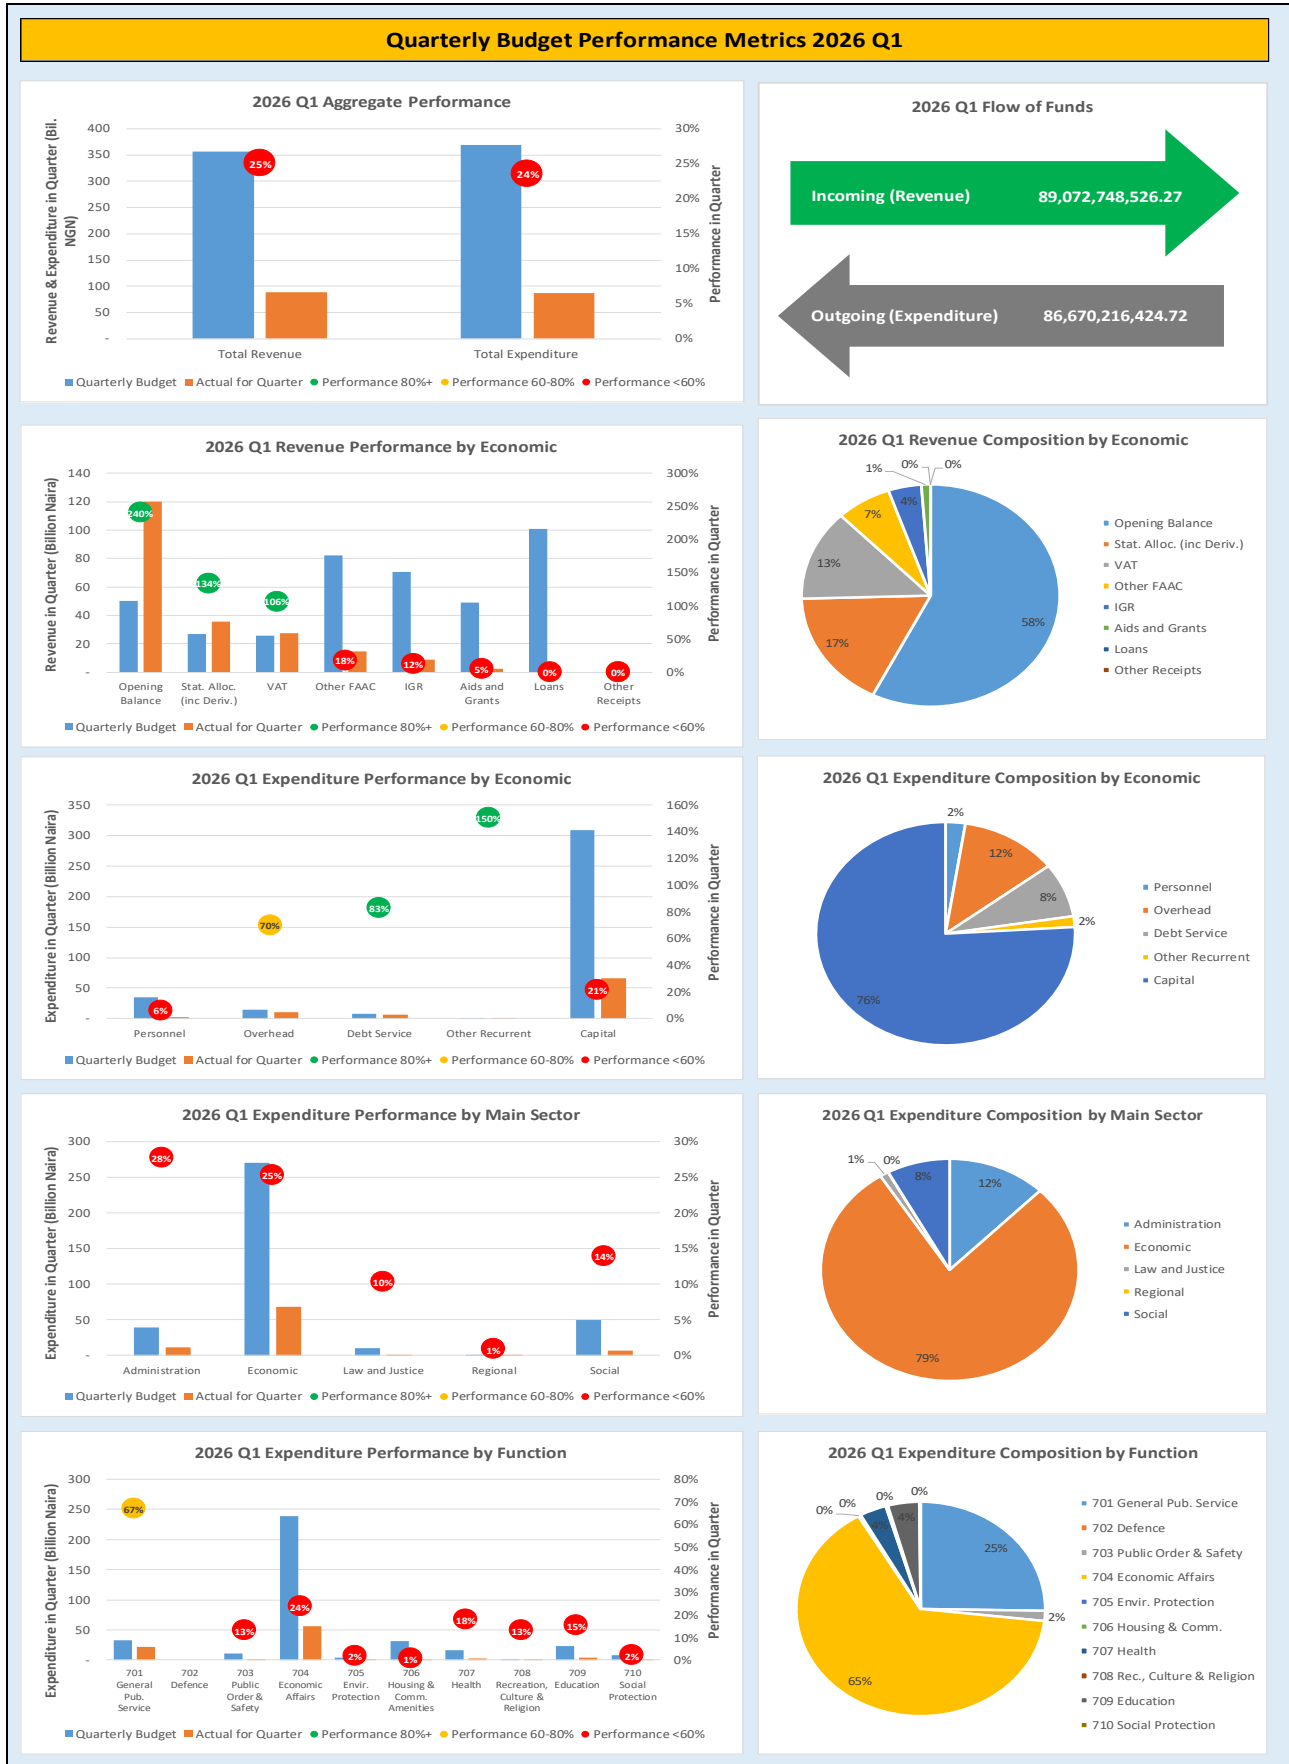 Quarterly Budget Performance Metrics 2026 Q1
2026 Q1 Aggregate Performance
Revenue & Expenditure in Quarter (Bil. NGN)
400
350
300
250
200
150
100
50
-
30%
25%
20%
15%
10%
5%
0%
Performance in Quarter
25%
24%
Total Revenue
Total Expenditure
Quarterly Budget
Actual for Quarter
Performance 80%+
Performance 60-80%
Performance <60%
2026 Q1 Flow of Funds
Incoming (Revenue) 89,072,748,526.27
Outgoing (Expenditure) 86,670,216,424.72
2026 Q1 Revenue Performance by Economic
Revenue in Quarter (Billion Naira)
140
120
100
80
60
40
20
-
300%
250%
200%
150%
100%
50%
0%
Performance in Quarter
240%
134%
106%
18%
12%
5%
0%
0%
Opening Balance
Stat. Alloc. (inc Deriv.)
VAT
Other FAAC
IGR
Aids and Grants
Loans
Other Receipts
Quarterly Budget
Actual for Quarter
Performance 80%+
Performance 60-80%
Performance <60%
2026 Q1 Revenue Composition by Economic
58%
17%
13%
7%
4%
1%
0%
0%
Opening Balance
Stat. Alloc. (inc Deriv.)
VAT
Other FAAC
IGR
Aids and Grants
Loans
Other Receipts
2026 Q1 Expenditure Performance by Economic
Expenditure in Quarter (Billion Naira)
350
300
250
200
150
100
50
-
160%
140%
120%
100%
80%
60%
40%
20%
0%
Performance in Quarter
6%
70%
83%
150%
21%
Personnel
Overhead
Debt Service
Other Recurrent
Capital
Quarterly Budget
Actual for Quarter
Performance 80%+
Performance 60-80%
Performance <60%
2026 Q1 Expenditure Composition by Economic
2%
12%
8%
2%
76%
Personnel
Overhead
Debt Service
Other Recurrent
Capital
2026 Q1 Expenditure Performance by Main Sector
Expenditure in Quarter (Billion Naira)
300
250
200
150
100
50
-
30%
25%
20%
15%
10%
5%
0%
Performance in Quarter
28%
25%
10%
1%
14%
Administration
Economic
Law and Justice
Regional
Social
Quarterly Budget
Actual for Quarter
Performance 80%+
Performance 60-80%
Performance <60%
2026 Q1 Expenditure Composition by Main Sector
12%
79%
1%
0%
8%
Administration
Economic
Law and Justice
Regional
Social
2026 Q1 Expenditure Performance by Function
Expenditure in Quarter (Billion Naira)
300
250
200
150
100
50
-
80%
70%
60%
50%
40%
30%
20%
10%
0%
Performance in Quarter
67%
13%
24%
2%
1%
18%
13%
15%
2%
701 General Pub. Service
702 Defence
703 Public Order & Safety
704 Economic Affairs
705 Envir. Protection
706 Housing & Comm. Amenities
707 Health
708 Recreation, Culture & Religion
709 Education
710 Social Protection
Quarterly Budget
Actual for Quarter
Performance 80%+
Performance 60-80%
Performance <60%
2026 Q1 Expenditure Composition by Function
25%
2%
65%
0%
0%
4%
0%
4%
0%
701 General Pub. Service
702 Defence
703 Public Order & Safety
704 Economic Affairs
705 Envir. Protection
706 Housing & Comm.
707 Health
708 Rec., Culture & Religion
709 Education
710 Social Protection